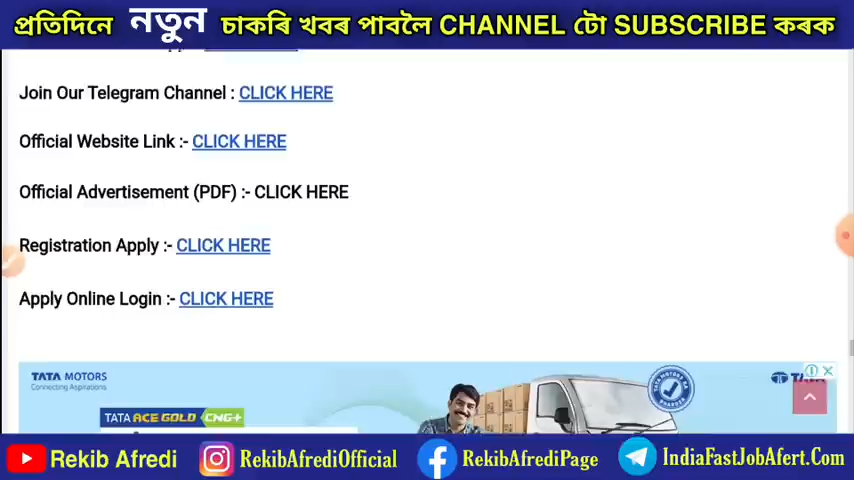 প্ৰতিদিনে নতুন চাকৰি খবৰ পাবলৈ CHANNEL টো SUBSCRIBE কৰক
Join Our Telegram Channel : CLICK HERE
Official Website Link :- CLICK HERE
Official Advertisement (PDF) :- CLICK HERE
Registration Apply :- CLICK HERE
Apply Online Login :- CLICK HERE
TATA MOTORS
Connecting Aspirations
TATA ACE GOLD CNG+
Rekib Afredi RekibAfrediOfficial RekibAfrediPage IndiaFastJobAfert.Com